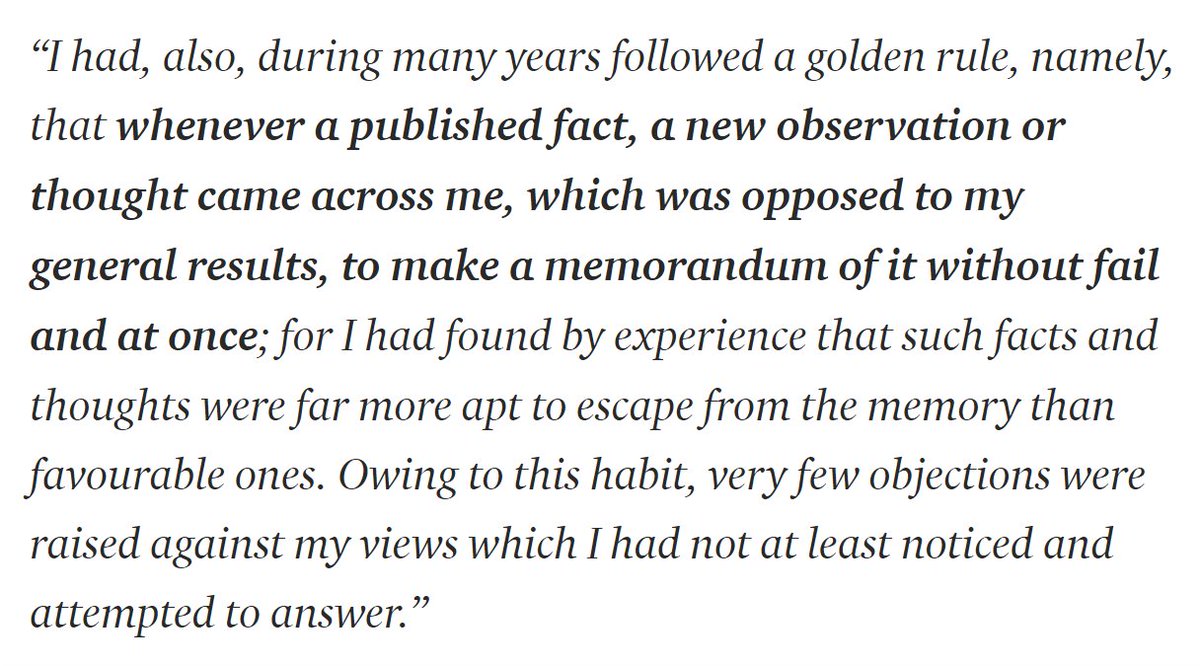 “I had, also, during many years followed a golden rule, namely,
that whenever a published fact, a new observation or
thought came across me, which was opposed to my
general results, to make a memorandum of it without fail
and at once; for I had found by experience that such facts and
thoughts were far more apt to escape from the memory than
favourable ones. Owing to this habit, very few objections were
raised against my views which I had not at least noticed and
attempted to answer.”